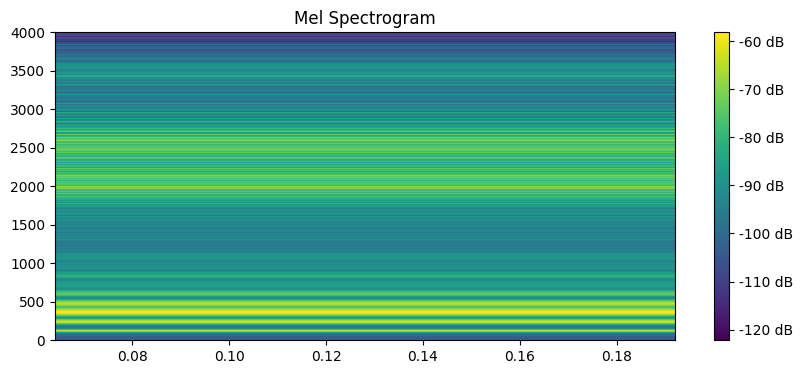 Mel Spectrogram
4000
3500
3000
2500
2000
1500
1000
500
0
0.08 0.10 0.12 0.14 0.16 0.18
-60 dB
-70 dB
-80 dB
-90 dB
-100 dB
-110 dB
-120 dB